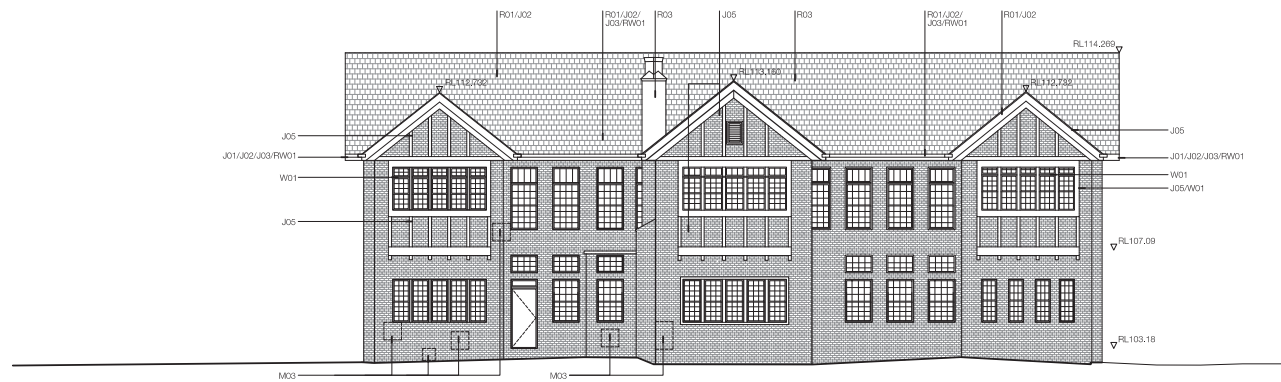 R01/J02
R01/J02/
J03/RW01
R03
J05
R03
R01/J02/
J03/RW01
R01/J02
RL114.269
RL112.732
RL113.160
RL112.732
J05
J05
J01/J02/J03/RW01
J01/J02/J03/RW01
W01
W01
J05/W01
J05
RL107.09
RL103.18
M03
M03